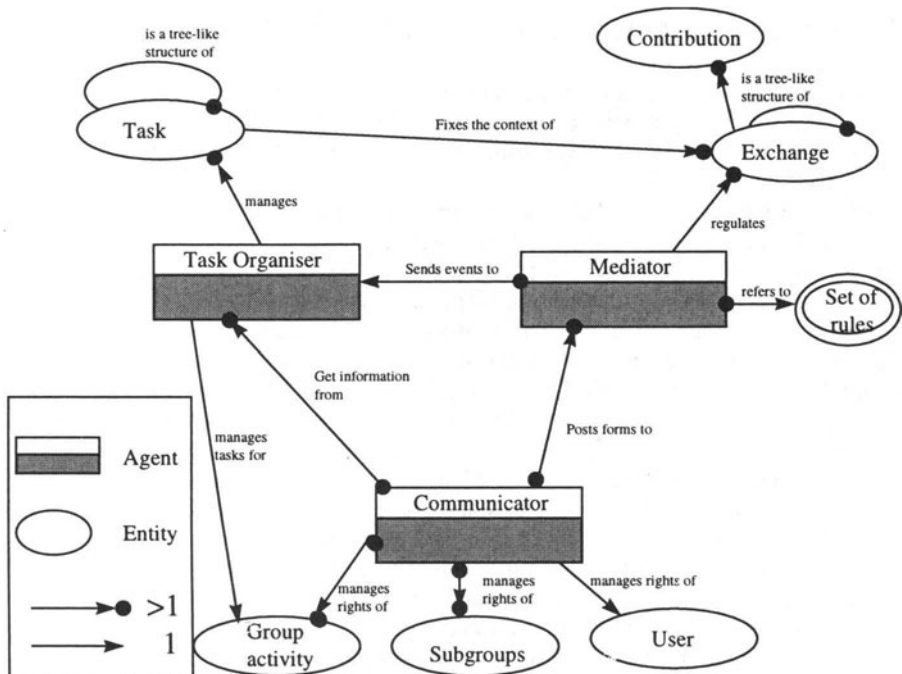 is a tree-like
structure of
Contribution
is a tree-like
structure of
Task
Fixes the context of
Exchange
manages
regulates
Task Organiser
Sends events to
Mediator
refers to
Set of
rules
Get information
from
manages
tasks for
Posts forms to
Agent
Communicator
Entity
manages
rights of
manages
rights of
manages rights of
>1
1
Group
activity
Subgroups
User